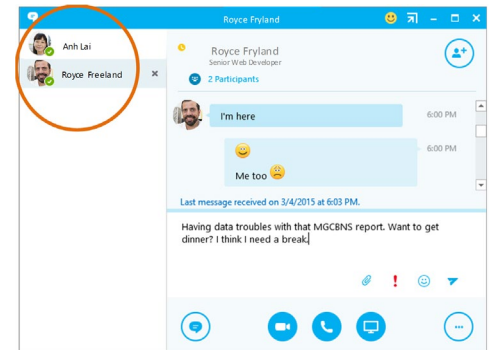 Royce Fryland
Anh Lai
Royce Freeland
Royce Fryland
Senior Web Developer
2 Participants
I'm here
6:00 PM
6:00 PM
Me too
Last message received on 3/4/2015 at 6:03 PM.
Having data troubles with that MGCBNS report. Want to get
dinner? I think I need a break.